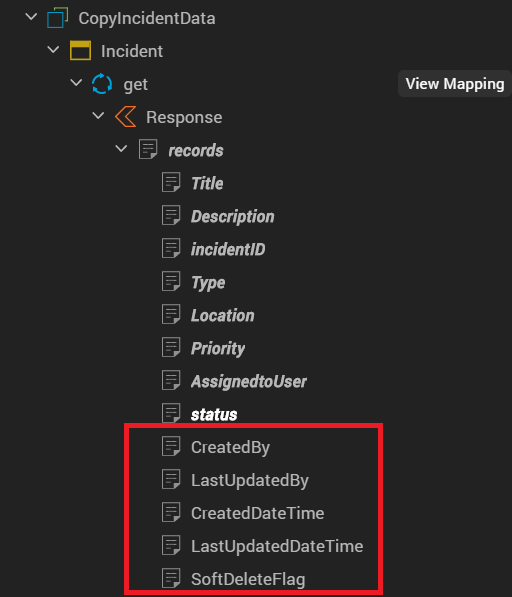 CopyIncidentData
Incident
get View Mapping
Response
records
Title
Description
incidentID
Type
Location
Priority
AssignedtoUser
status
CreatedBy
LastUpdatedBy
CreatedDateTime
LastUpdatedDateTime
SoftDeleteFlag